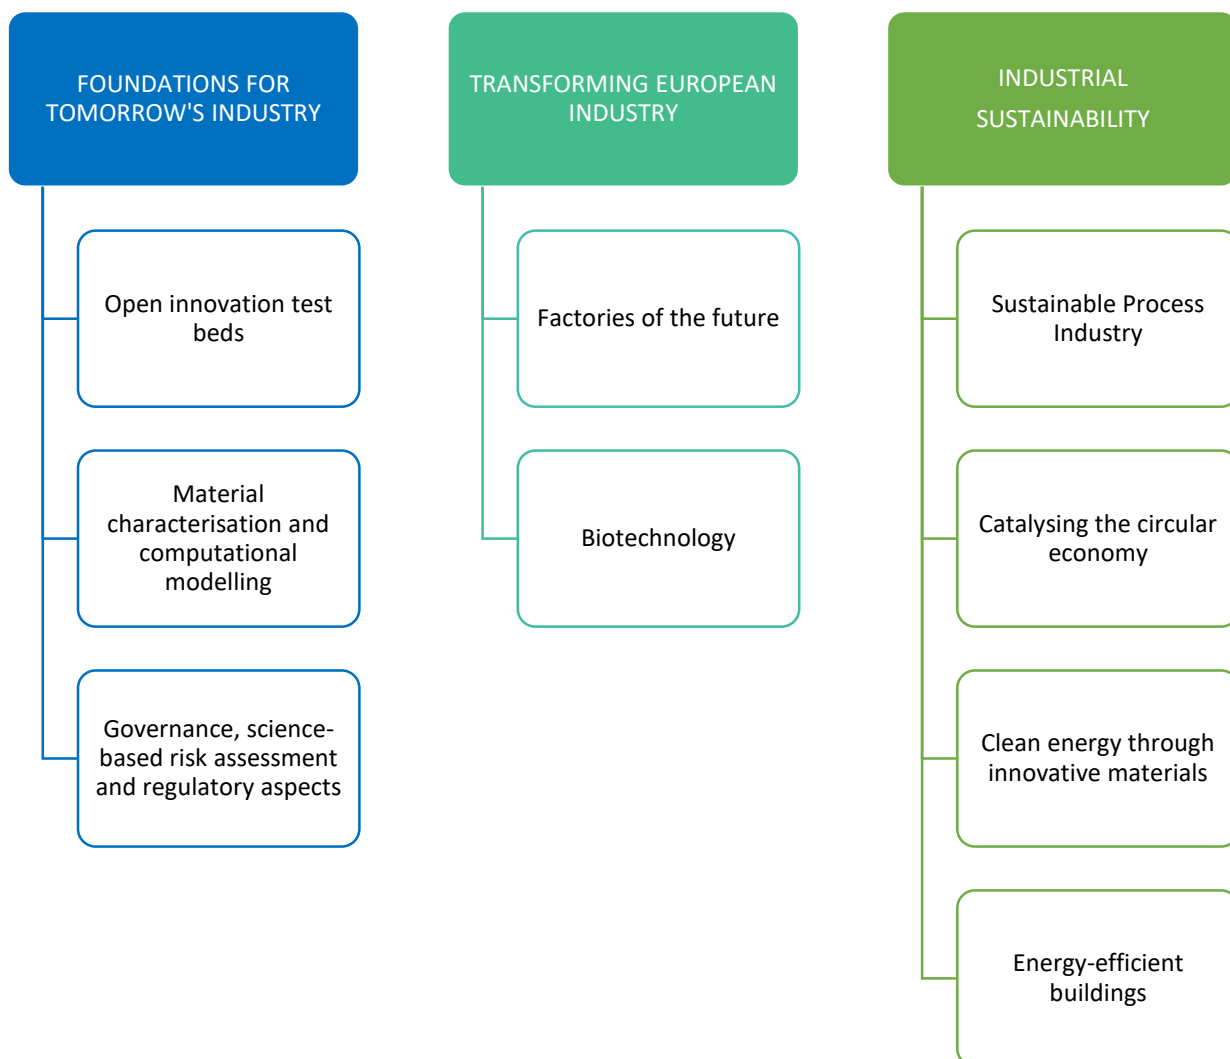 FOUNDATIONS FOR
TOMORROW'S INDUSTRY
Open innovation test
beds
Material
characterisation and
computational
modelling
Governance, science-
based risk assessment
and regulatory aspects
TRANSFORMING EUROPEAN
INDUSTRY
Factories of the future
Biotechnology
INDUSTRIAL
SUSTAINABILITY
Sustainable Process
Industry
Catalysing the circular
economy
Clean energy through
innovative materials
Energy-efficient
buildings